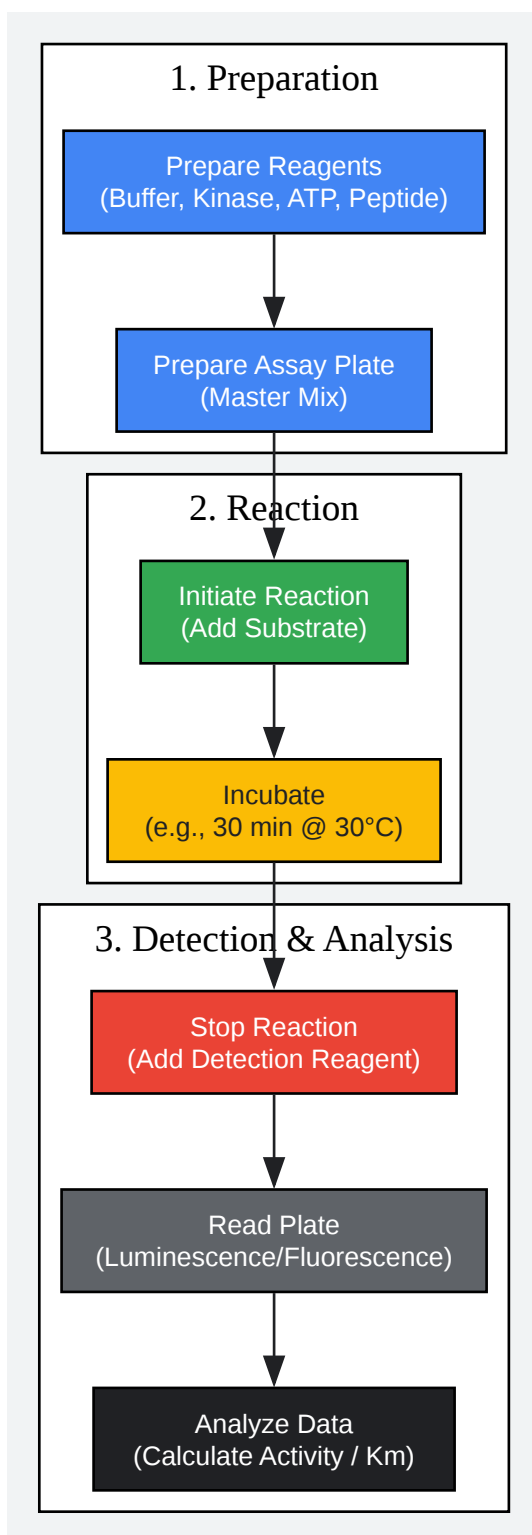 1. Preparation
Prepare Reagents
(Buffer, Kinase, ATP, Peptide)
Prepare Assay Plate
(Master Mix)
2. Reaction
Initiate Reaction
(Add Substrate)
Incubate
(e.g., 30 min @ 30°C)
3. Detection & Analysis
Stop Reaction
(Add Detection Reagent)
Read Plate
(Luminescence/Fluorescence)
Analyze Data
(Calculate Activity / Km)